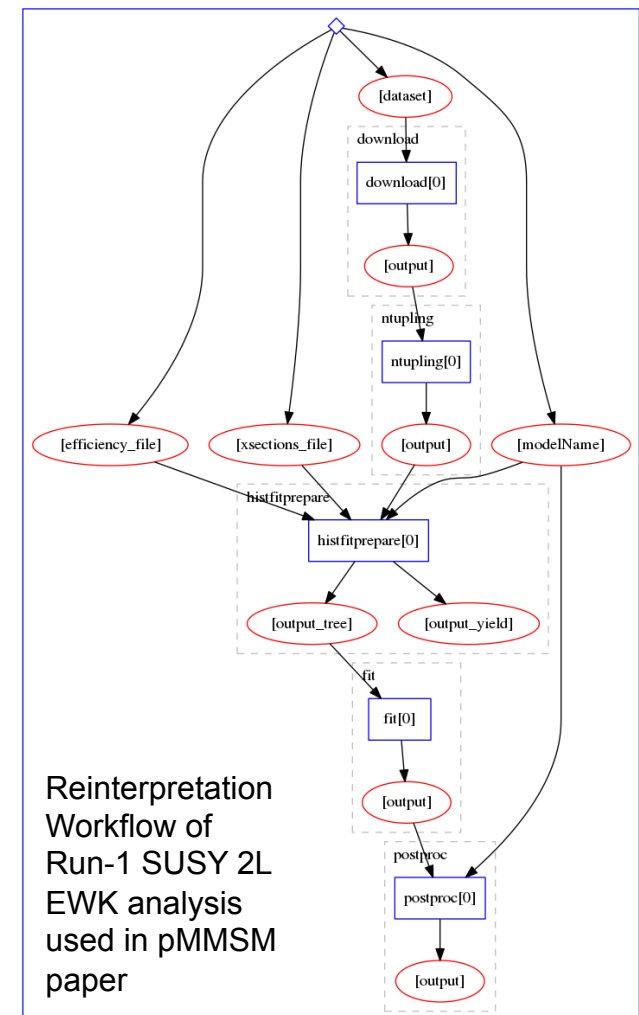 [dataset]
download
download[0]
[output]
ntupling
ntupling[0]
[efficiency_file]
[xsections_file]
[output]
[modelName]
histfitprepare
histfitprepare[0]
[output_tree]
[output_yield]
fit
fit[0]
[output]
postproc
postproc[0]
[output]
Reinterpretation
Workflow of
Run-1 SUSY 2L
EWK analysis
used in pMMSM
paper